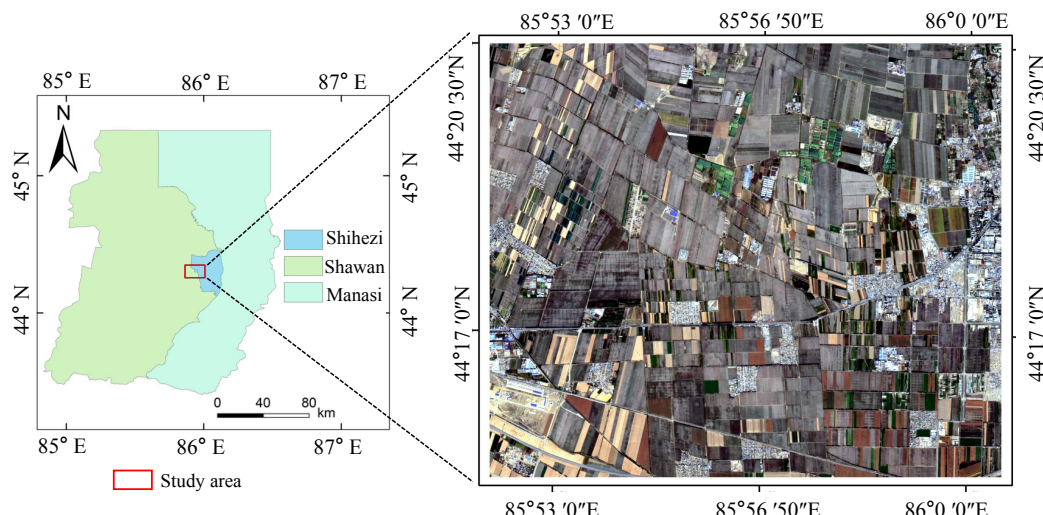 85° E 86° E 87° E
N
45° N
44° N
45° N
44° N
Shihezi
Shawan
Manasi
0 40 80
km
85° E 86° E 87° E
Study area
85°53 ′0″E 85°56 ′50″E 86°0 ′0″E
44°20 ′30″N
44°17 ′0″N
44°20 ′30″N
44°17 ′0″N
85°53 ′0″E 85°56 ′50″E 86°0 ′0″E